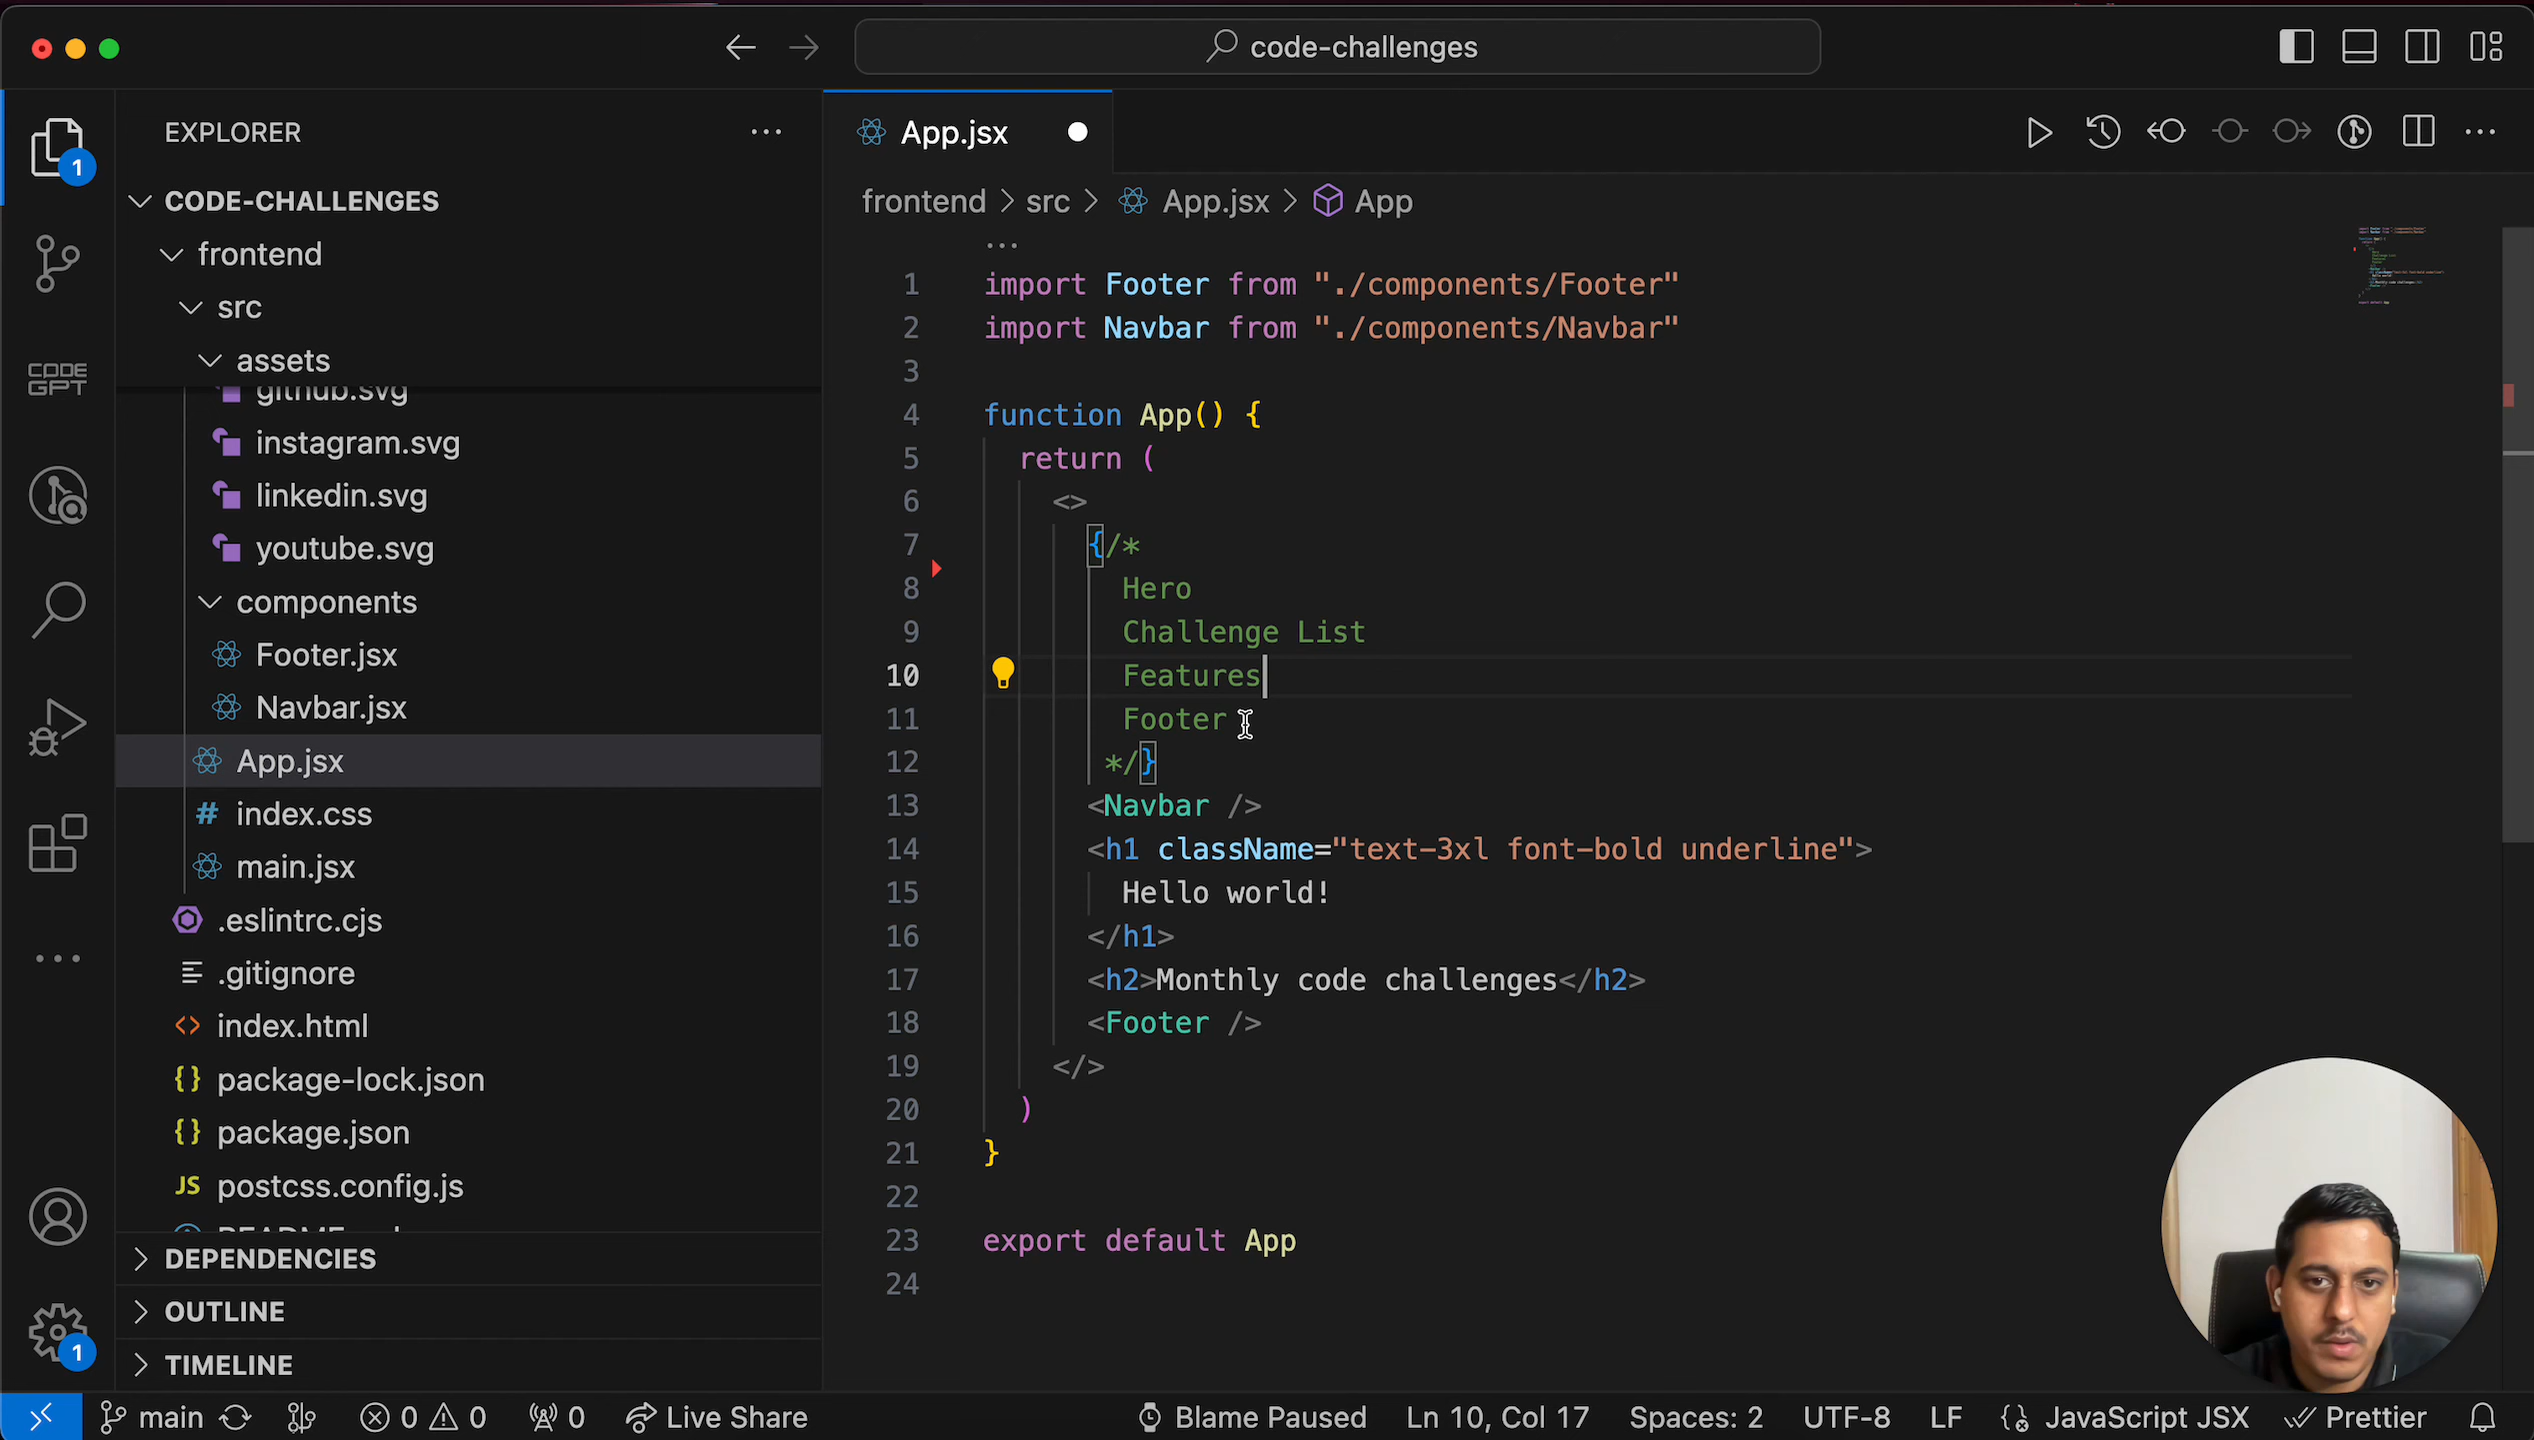 code-challenges
EXPLORER
CODE-CHALLENGES
frontend
src
assets
github.svg
instagram.svg
linkedin.svg
youtube.svg
components
Footer.jsx
Navbar.jsx
App.jsx
index.css
main.jsx
.eslintrc.cjs
.gitignore
index.html
package-lock.json
package.json
postcss.config.js
DEPENDENCIES
OUTLINE
TIMELINE
CODE
GPT
1
1
App.jsx
frontend > src > App.jsx > App
...
1 import Footer from "./components/Footer"
2 import Navbar from "./components/Navbar"
3
4 function App() {
5 return (
6 <>
7 {/*
8 Hero
9 Challenge List
10 Features
11 Footer
12 */}
13 <Navbar />
14 <h1 className="text-3xl font-bold underline">
15 Hello world!
16 </h1>
17 <h2>Monthly code challenges</h2>
18 <Footer />
19 </>
20 )
21 }
22
23 export default App
24
main 0 0 0 Live Share Blame Paused Ln 10, Col 17 Spaces: 2 UTF-8 LF JavaScript JSX Prettier